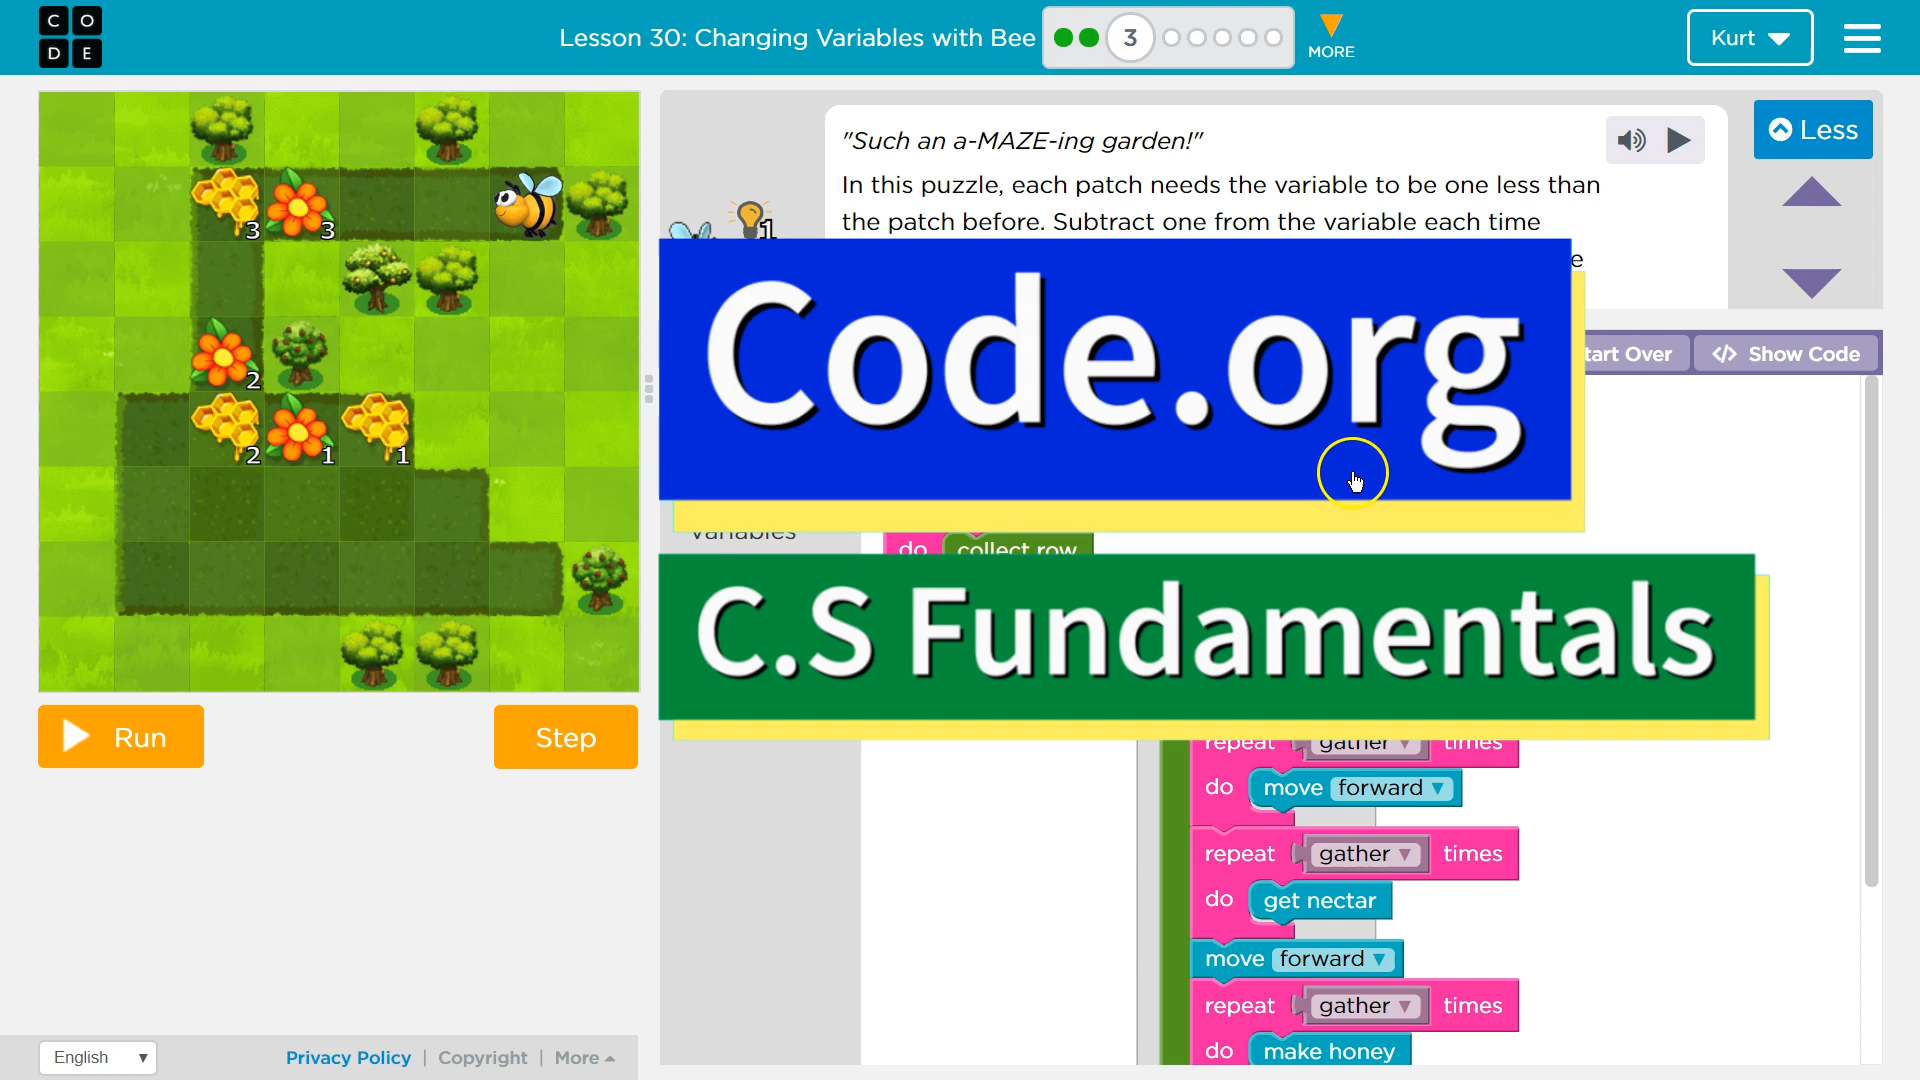 C O
D E
Lesson 30: Changing Variables with Bee
3
MORE
Kurt
"Such an a-MAZE-ing garden!"
Less
In this puzzle, each patch needs the variable to be one less than
the patch before. Subtract one from the variable each time
1
e
3
3
2
2
1
1
Code.org
tart Over
</> Show Code
Variables
do collect row
C.S Fundamentals
repeat gather times
do move forward
repeat gather times
do get nectar
move forward
repeat gather times
do make honey
Run
Step
English
Privacy Policy | Copyright | More